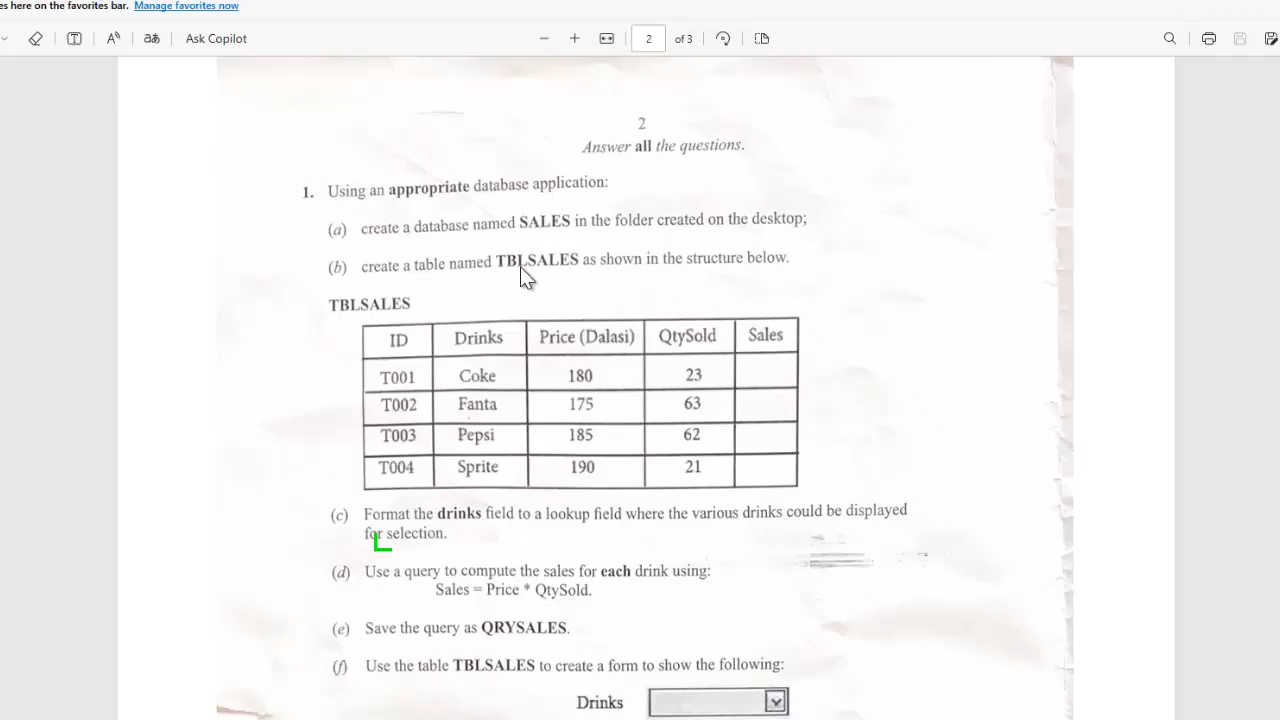 es here on the favorites bar. Manage favorites now
Ask Copilot
2 of 3
2
Answer all the questions.
1. Using an appropriate database application:
(a) create a database named SALES in the folder created on the desktop;
(b) create a table named TBLSALES as shown in the structure below.
TBLSALES
ID Drinks Price (Dalasi) QtySold Sales
T001 Coke 180 23
T002 Fanta 175 63
T003 Pepsi 185 62
T004 Sprite 190 21
(c) Format the drinks field to a lookup field where the various drinks could be displayed
for selection.
(d) Use a query to compute the sales for each drink using:
Sales = Price * QtySold.
(e) Save the query as QRYSALES.
(f) Use the table TBLSALES to create a form to show the following:
Drinks